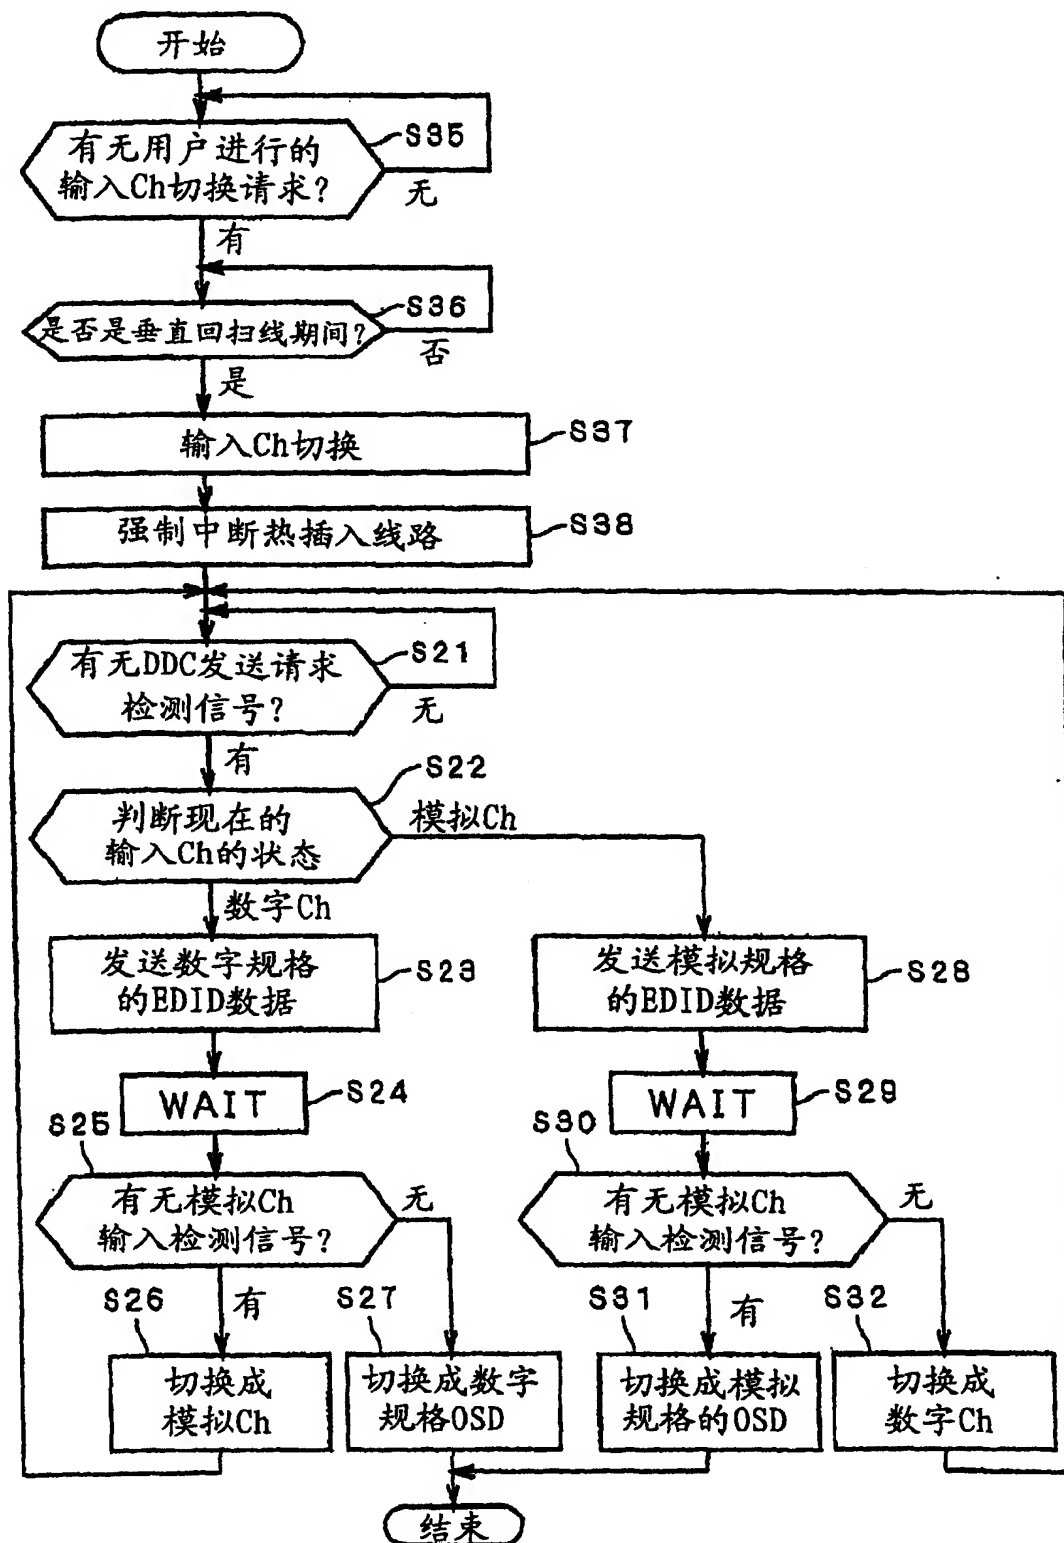 开始
有无用户进行的
输入Ch切换请求?
S35
无
有
是否是垂直回扫线期间?
S36
否
是
输入Ch切换
S37
强制中断热插入线路
S38
有无DDC发送请求
检测信号?
S21
无
有
判断现在的
输入Ch的状态
S22
模拟Ch
数字Ch
发送数字规格
的EDID数据
S23
发送模拟规格
的EDID数据
S28
WAIT
S24
WAIT
S29
S25
有无模拟Ch
输入检测信号?
无
S30
有无模拟Ch
输入检测信号?
无
S26
有
S27
S31
有
S32
切换成
模拟Ch
切换成数字
规格OSD
切换成模拟
规格的OSD
切换成
数字Ch
结束